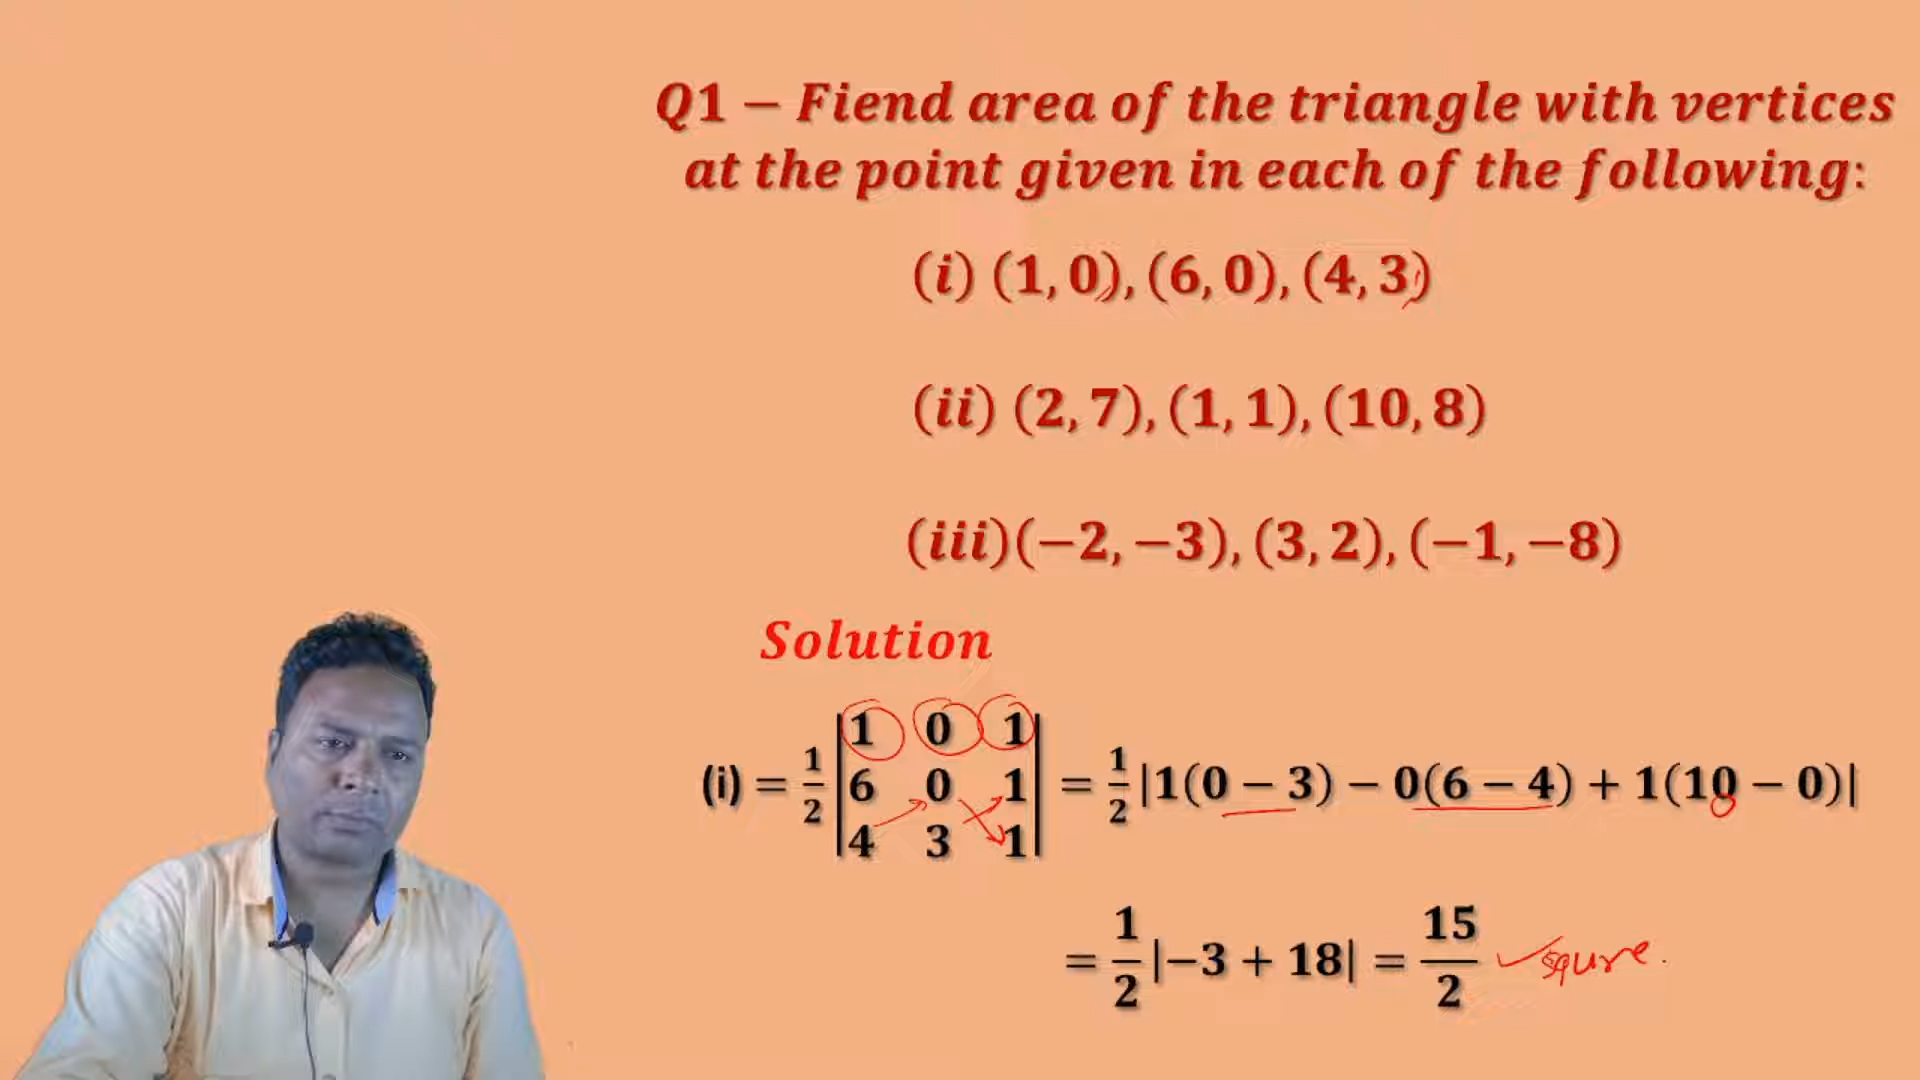 Q1 − Fiend area of the triangle with vertices
at the point given in each of the following:
(i) (1, 0), (6, 0), (4, 3)
(ii) (2, 7), (1, 1), (10, 8)
(iii)(−2, −3), (3, 2), (−1, −8)
Solution
(i) = 1/2 |1 0 1; 6 0 1; 4 3 1| = 1/2 |1(0 − 3) − 0(6 − 4) + 1(10 − 0)|
= 1/2 |−3 + 18| = 15/2 squre.